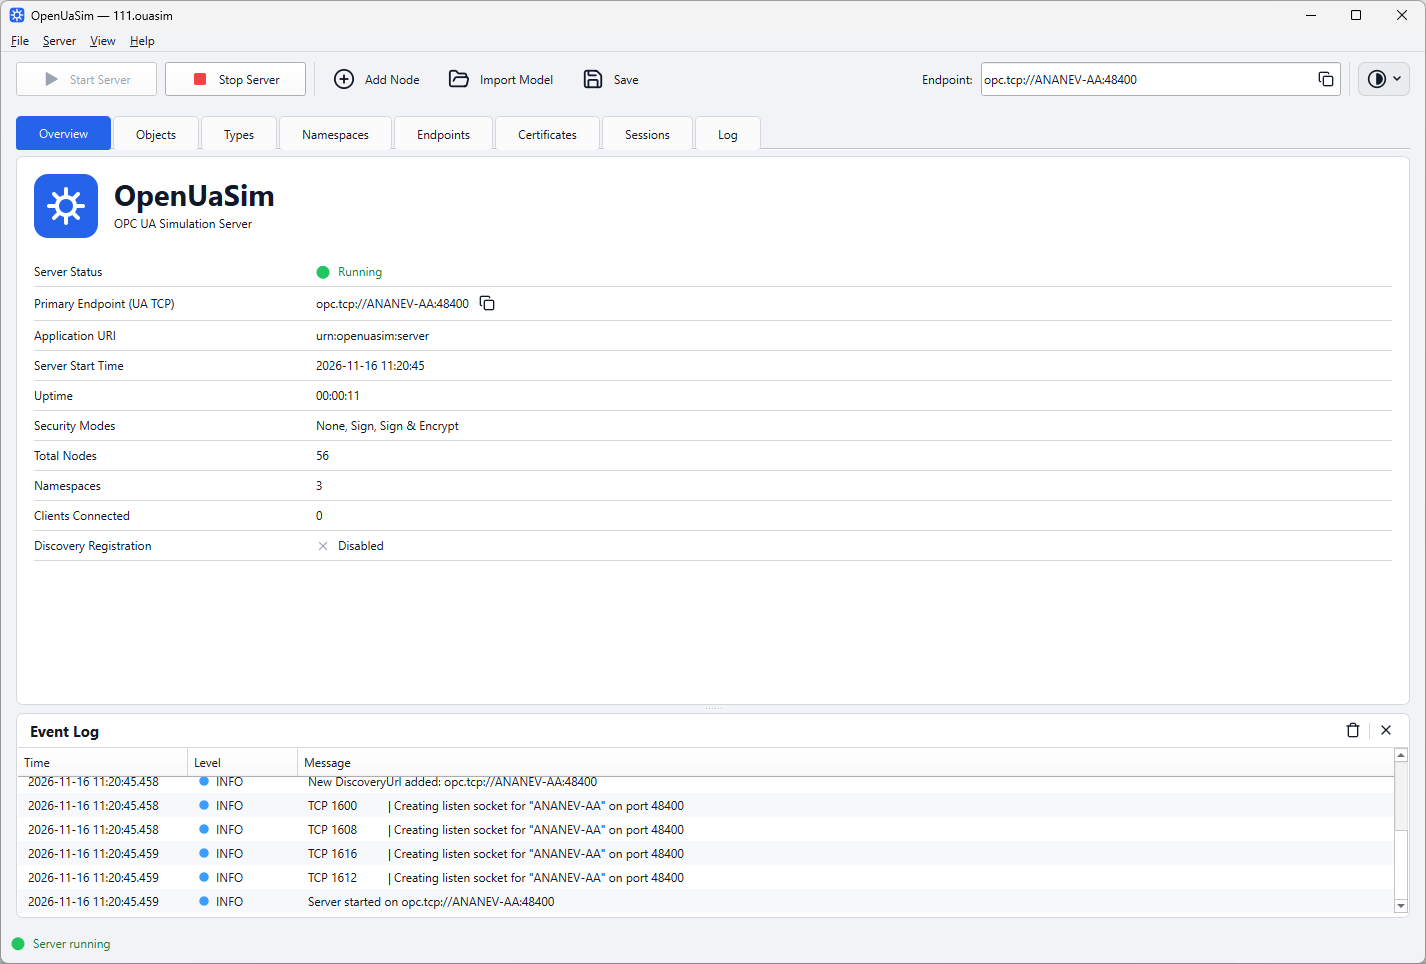 OpenUaSim — 111.ouasim
File Server View Help
Start Server Stop Server Add Node Import Model Save Endpoint: opc.tcp://ANANEV-AA:48400
Overview Objects Types Namespaces Endpoints Certificates Sessions Log
OpenUaSim
OPC UA Simulation Server
Server Status Running
Primary Endpoint (UA TCP) opc.tcp://ANANEV-AA:48400
Application URI urn:openuasim:server
Server Start Time 2026-11-16 11:20:45
Uptime 00:00:11
Security Modes None, Sign, Sign & Encrypt
Total Nodes 56
Namespaces 3
Clients Connected 0
Discovery Registration Disabled
Event Log
Time Level Message
2026-11-16 11:20:45.458 INFO New DiscoveryUrl added: opc.tcp://ANANEV-AA:48400
2026-11-16 11:20:45.458 INFO TCP 1600 | Creating listen socket for "ANANEV-AA" on port 48400
2026-11-16 11:20:45.458 INFO TCP 1608 | Creating listen socket for "ANANEV-AA" on port 48400
2026-11-16 11:20:45.459 INFO TCP 1616 | Creating listen socket for "ANANEV-AA" on port 48400
2026-11-16 11:20:45.459 INFO TCP 1612 | Creating listen socket for "ANANEV-AA" on port 48400
2026-11-16 11:20:45.459 INFO Server started on opc.tcp://ANANEV-AA:48400
Server running